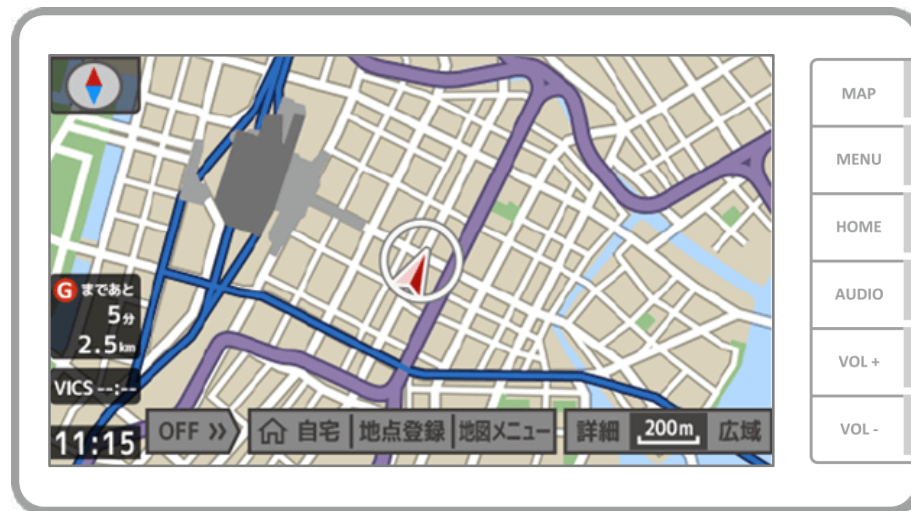 G まであと
5分
2.5km
VICS --:--
11:15
OFF
自宅
地点登録
地図メニュー
詳細
200m
広域
MAP
MENU
HOME
AUDIO
VOL +
VOL -